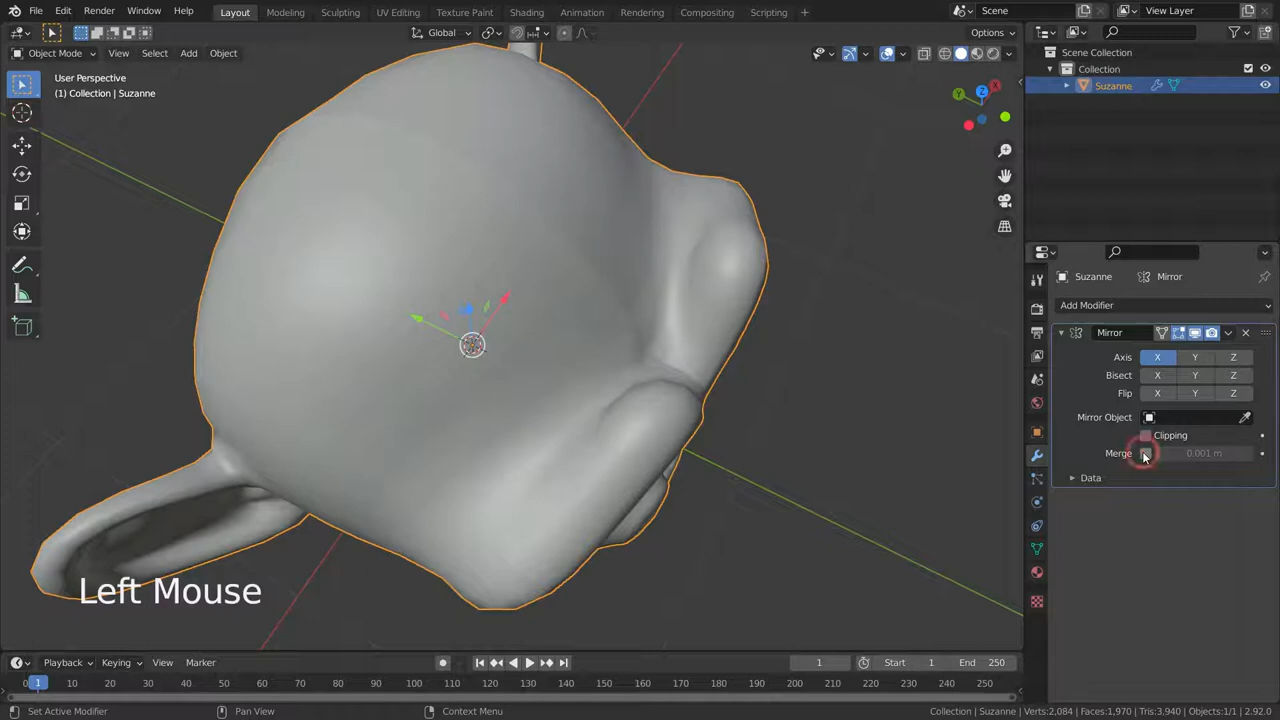 File Edit Render Window Help Layout Modeling Sculpting UV Editing Texture Paint Shading Animation Rendering Compositing Scripting + Scene View Layer
Global Options
Object Mode View Select Add Object
User Perspective
(1) Collection | Suzanne
Z X Y
Left Mouse
Scene Collection
Collection
Suzanne
Suzanne Mirror
Add Modifier
Mirror
Axis X Y Z
Bisect X Y Z
Flip X Y Z
Mirror Object
Clipping
Merge 0.001 m
Data
Playback Keying View Marker 1 Start 1 End 250
0 1 10 20 30 40 50 60 70 80 90 100 110 120 130 140 150 160 170 180 190 200 210 220 230 240 250
Set Active Modifier Pan View Context Menu Collection | Suzanne | Verts:2,084 | Faces:1,970 | Tris:3,940 | Objects:1/1 | 2.92.0